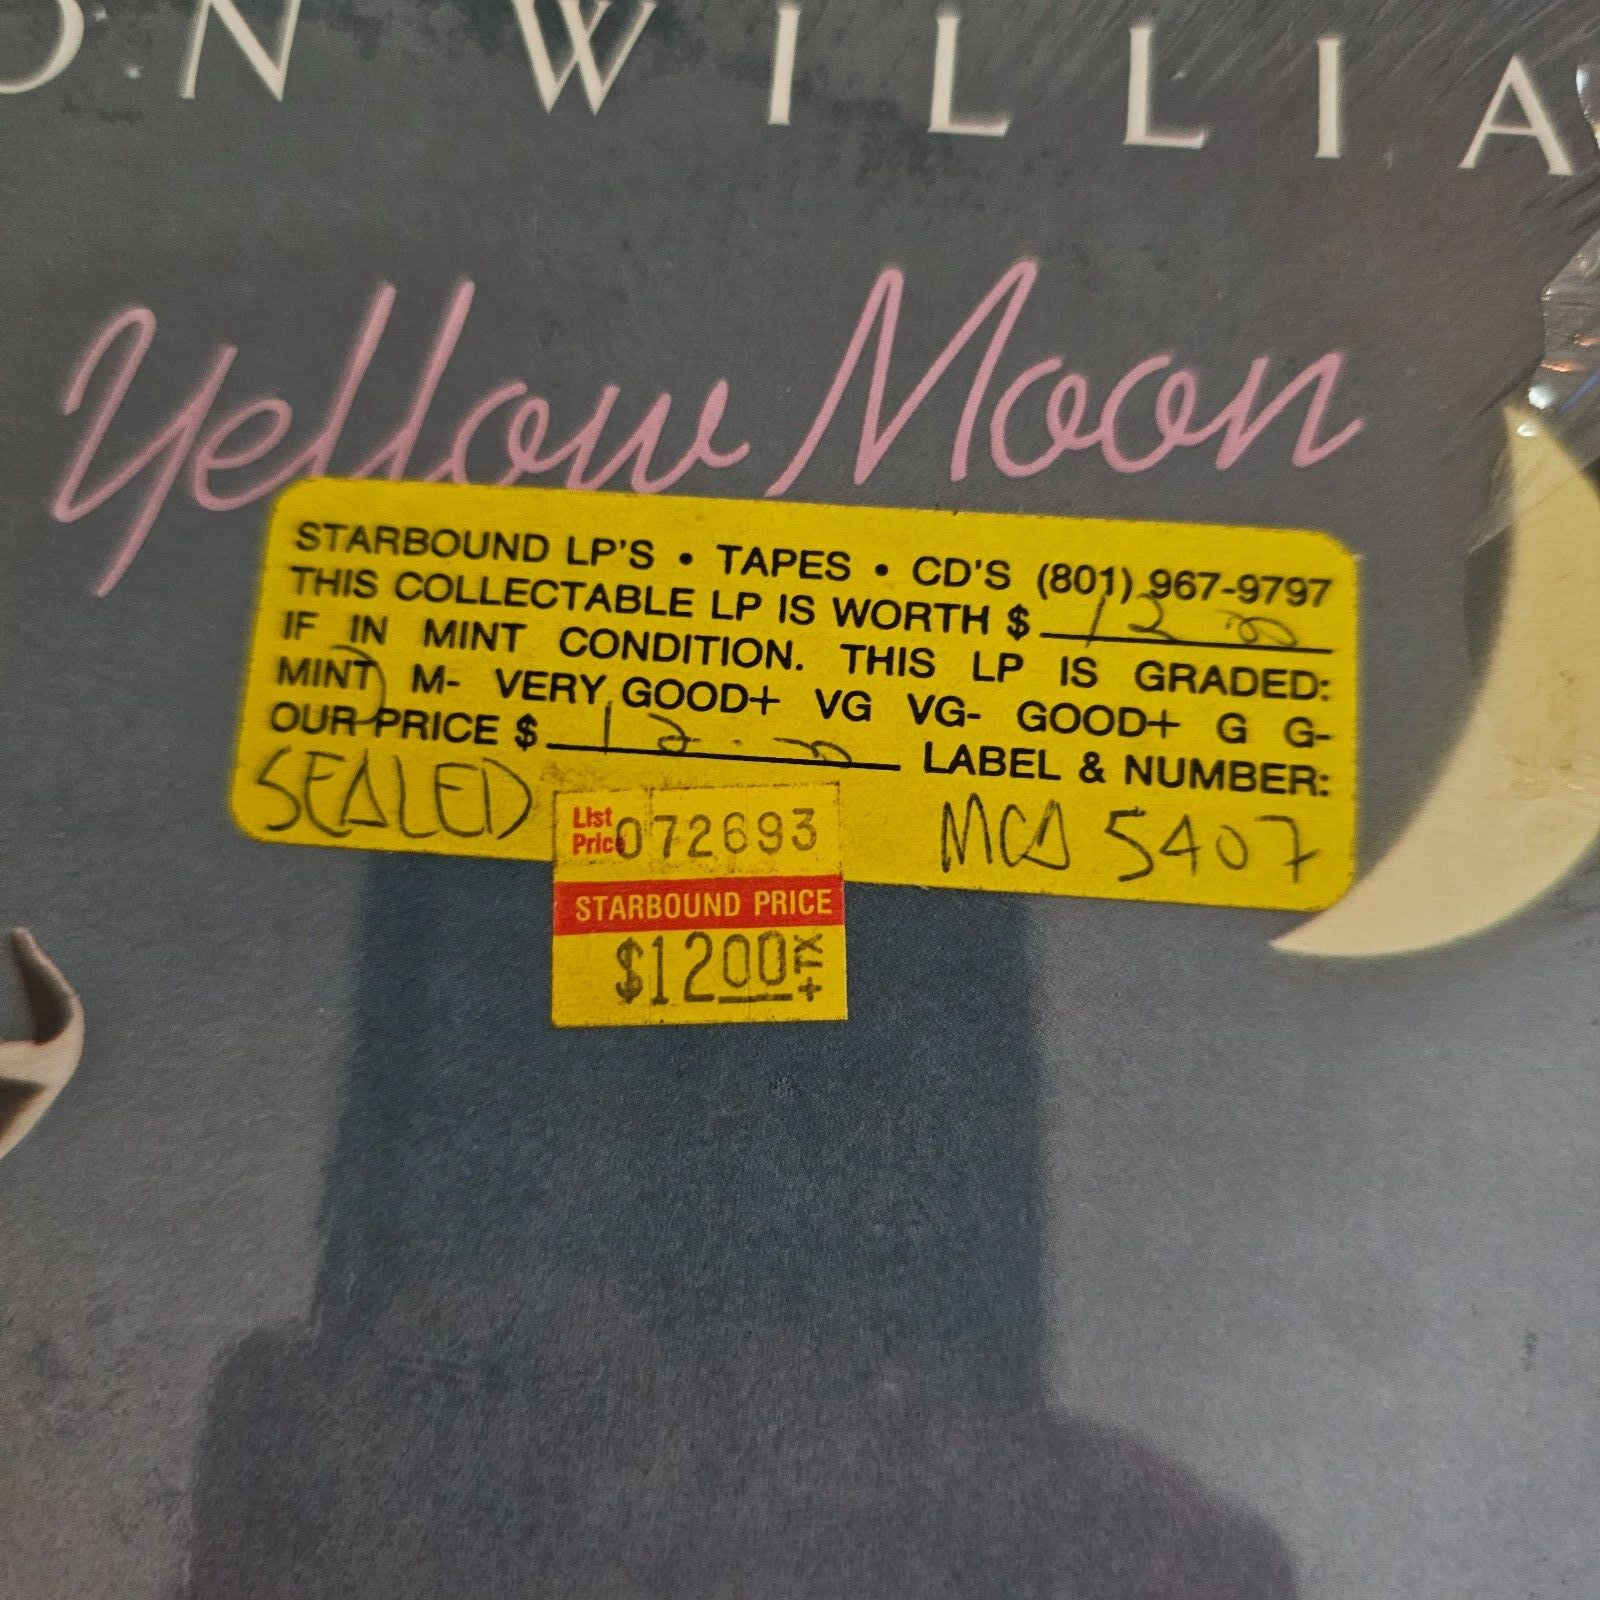 ON WILLIA
Yellow Moon
STARBOUND LP'S • TAPES • CD'S (801) 967-9797
THIS COLLECTABLE LP IS WORTH $ 12 00
IF IN MINT CONDITION. THIS LP IS GRADED:
MINT M- VERY GOOD+ VG VG- GOOD+ G G-
OUR PRICE $ 12.00 LABEL & NUMBER:
SEALED MCA 5407
List Price 072693
STARBOUND PRICE
$1200 +TX